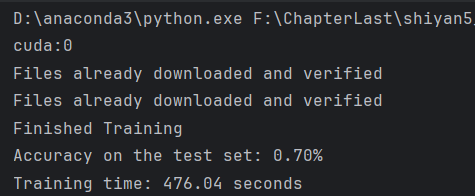 D:\anaconda3\python.exe F:\ChapterLast\shiyan5
cuda:0
Files already downloaded and verified
Files already downloaded and verified
Finished Training
Accuracy on the test set: 0.70%
Training time: 476.04 seconds